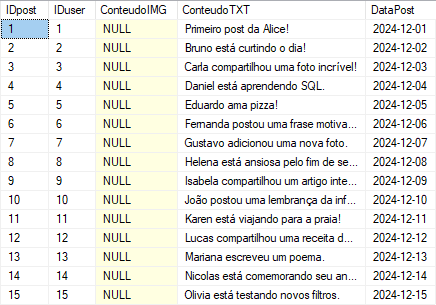 IDpost IDuser ConteudoIMG ConteudoTXT DataPost
1 1 NULL Primeiro post da Alice! 2024-12-01
2 2 NULL Bruno está curtindo o dia! 2024-12-02
3 3 NULL Carla compartilhou uma foto incrível! 2024-12-03
4 4 NULL Daniel está aprendendo SQL. 2024-12-04
5 5 NULL Eduardo ama pizza! 2024-12-05
6 6 NULL Fernanda postou uma frase motiva... 2024-12-06
7 7 NULL Gustavo adicionou uma nova foto. 2024-12-07
8 8 NULL Helena está ansiosa pelo fim de se... 2024-12-08
9 9 NULL Isabela compartilhou um artigo inte... 2024-12-09
10 10 NULL João postou uma lembrança da inf... 2024-12-10
11 11 NULL Karen está viajando para a praia! 2024-12-11
12 12 NULL Lucas compartilhou uma receita d... 2024-12-12
13 13 NULL Mariana escreveu um poema. 2024-12-13
14 14 NULL Nicolas está comemorando seu an... 2024-12-14
15 15 NULL Olivia está testando novos filtros. 2024-12-15